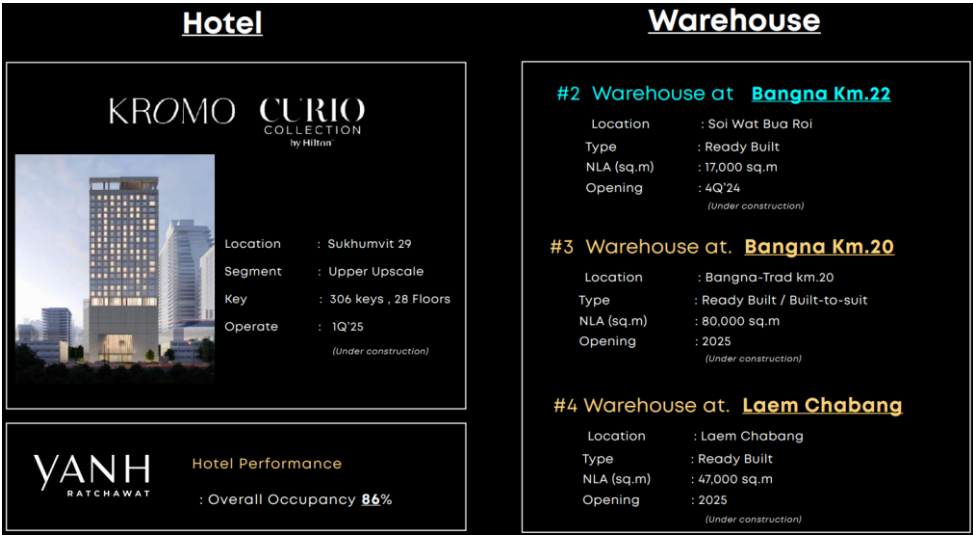 Hotel
KROMO CURIO
COLLECTION
by Hilton™
Location : Sukhumvit 29
Segment : Upper Upscale
Key : 306 keys , 28 Floors
Operate : 1Q'25
(Under construction)
YANH
RATCHAWAT
Hotel Performance
: Overall Occupancy 86%
Warehouse
#2 Warehouse at Bangna Km.22
Location : Soi Wat Bua Roi
Type : Ready Built
NLA (sq.m) : 17,000 sq.m
Opening : 4Q'24
(Under construction)
#3 Warehouse at. Bangna Km.20
Location : Bangna-Trad km.20
Type : Ready Built / Built-to-suit
NLA (sq.m) : 80,000 sq.m
Opening : 2025
(Under construction)
#4 Warehouse at. Laem Chabang
Location : Laem Chabang
Type : Ready Built
NLA (sq.m) : 47,000 sq.m
Opening : 2025
(Under construction)